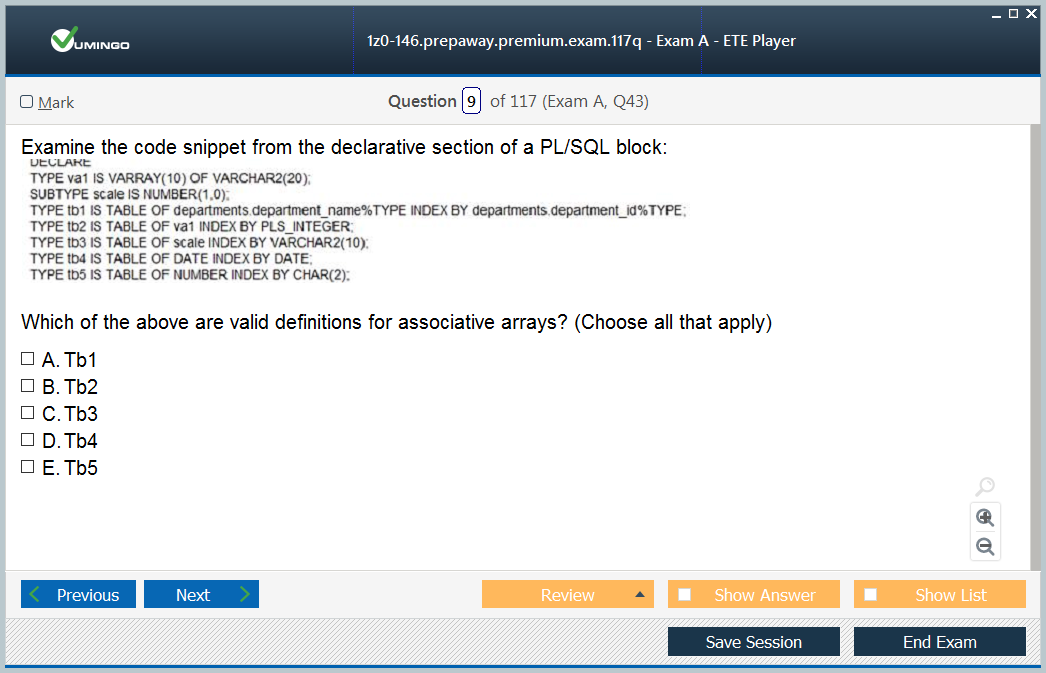 VUMINGO
1z0-146.prepaway.premium.exam.117q - Exam A - ETE Player
Mark
Question 9 of 117 (Exam A, Q43)
Examine the code snippet from the declarative section of a PL/SQL block:
DECLARE
TYPE va1 IS VARRAY(10) OF VARCHAR2(20);
SUBTYPE scale IS NUMBER(1,0);
TYPE tb1 IS TABLE OF departments.department_name%TYPE INDEX BY departments.department_id%TYPE;
TYPE tb2 IS TABLE OF va1 INDEX BY PLS_INTEGER;
TYPE tb3 IS TABLE OF scale INDEX BY VARCHAR2(10);
TYPE tb4 IS TABLE OF DATE INDEX BY DATE;
TYPE tb5 IS TABLE OF NUMBER INDEX BY CHAR(2);
Which of the above are valid definitions for associative arrays? (Choose all that apply)
A. Tb1
B. Tb2
C. Tb3
D. Tb4
E. Tb5
Previous Next Review Show Answer Show List
Save Session End Exam